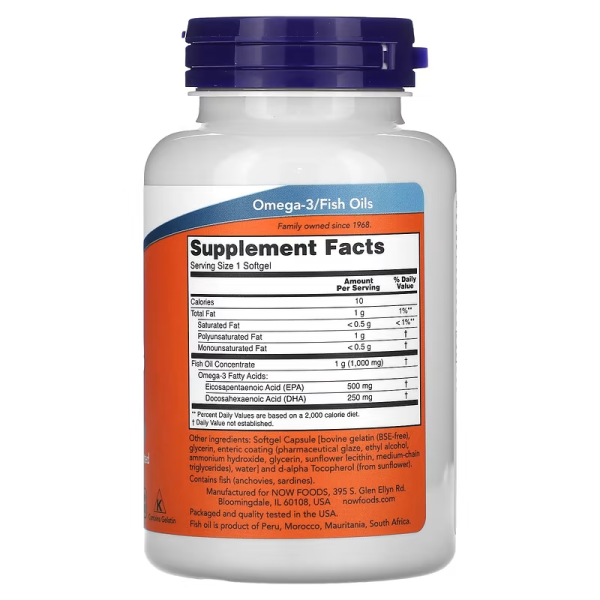 Omega-3/Fish Oils
Family owned since 1968.
Supplement Facts
Serving Size 1 Softgel
Amount Per Serving % Daily Value
Calories 10
Total Fat 1 g 1%**
Saturated Fat < 0.5 g < 1%**
Polyunsaturated Fat 1 g †
Monounsaturated Fat < 0.5 g †
Fish Oil Concentrate 1 g (1,000 mg) †
Omega-3 Fatty Acids:
Eicosapentaenoic Acid (EPA) 500 mg †
Docosahexaenoic Acid (DHA) 250 mg †
** Percent Daily Values are based on a 2,000 calorie diet.
† Daily Value not established.
Other ingredients: Softgel Capsule [bovine gelatin (BSE-free),
glycerin, enteric coating (pharmaceutical glaze, ethyl alcohol,
ammonium hydroxide, glycerin, sunflower [lecithin, medium-chain
triglycerides), water] and d-alpha Tocopherol (from sunflower).
Contains fish (anchovies, sardines).
Manufactured for NOW FOODS, 395 S. Glen Ellyn Rd.
Bloomingdale, IL 60108, USA nowfoods.com
Packaged and quality tested in the USA.
Fish oil is product of Peru, Morocco, Mauritania, South Africa.
K
Contains Gelatin